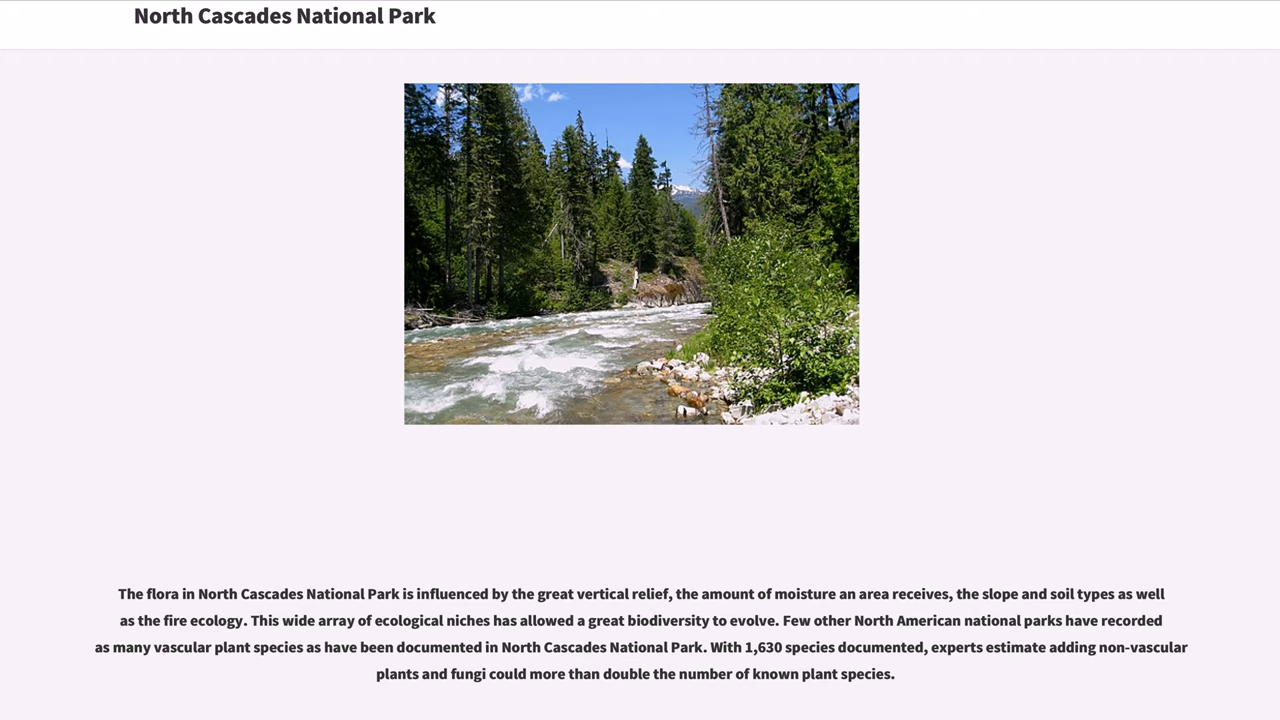 North Cascades National Park
The flora in North Cascades National Park is influenced by the great vertical relief, the amount of moisture an area receives, the slope and soil types as well
as the fire ecology. This wide array of ecological niches has allowed a great biodiversity to evolve. Few other North American national parks have recorded
as many vascular plant species as have been documented in North Cascades National Park. With 1,630 species documented, experts estimate adding non-vascular
plants and fungi could more than double the number of known plant species.